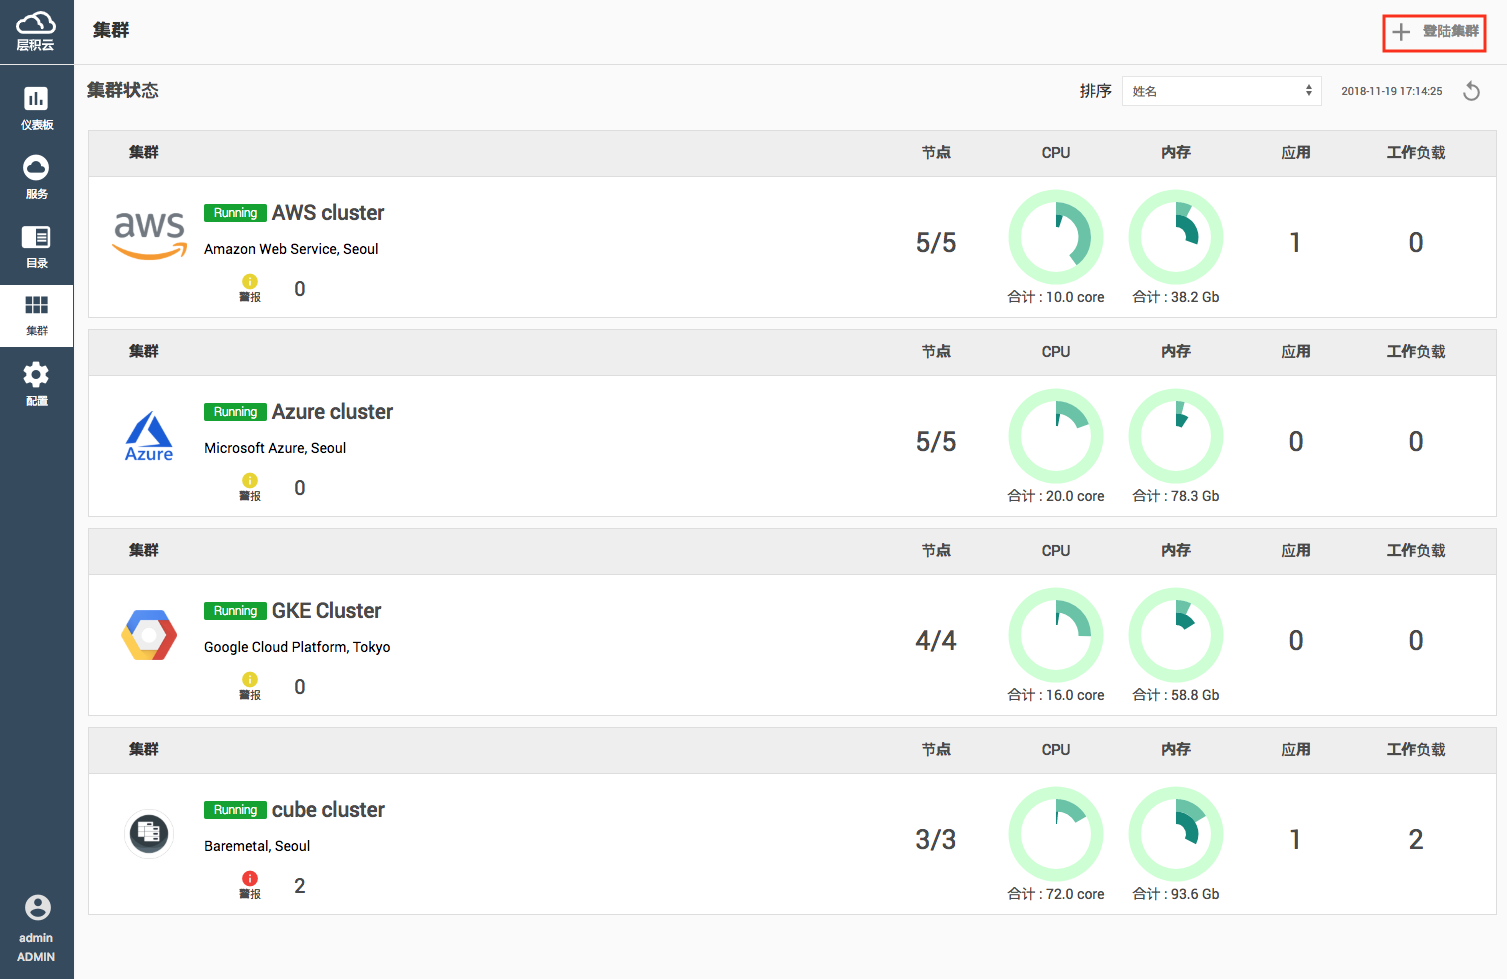 层积云
集群
登陆集群
仪表板
服务
目录
集群
配置
admin
ADMIN
集群状态
排序
姓名
2018-11-19 17:14:25
集群 节点 CPU 内存 应用 工作负载
aws
Running AWS cluster
Amazon Web Service, Seoul
警报 0
5/5
合计 : 10.0 core
合计 : 38.2 Gb
1
0
集群 节点 CPU 内存 应用 工作负载
Azure
Running Azure cluster
Microsoft Azure, Seoul
警报 0
5/5
合计 : 20.0 core
合计 : 78.3 Gb
0
0
集群 节点 CPU 内存 应用 工作负载
Running GKE Cluster
Google Cloud Platform, Tokyo
警报 0
4/4
合计 : 16.0 core
合计 : 58.8 Gb
0
0
集群 节点 CPU 内存 应用 工作负载
Running cube cluster
Baremetal, Seoul
警报 2
3/3
合计 : 72.0 core
合计 : 93.6 Gb
1
2